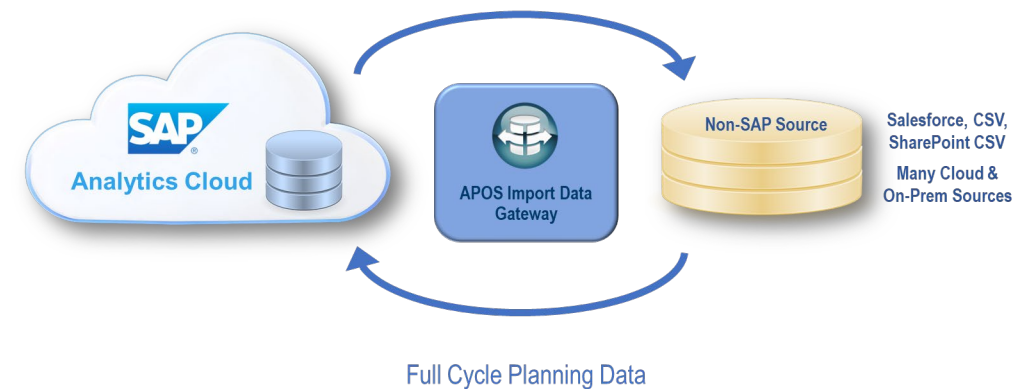 SAP
®
Analytics Cloud
APOS Import Data
Gateway
Non-SAP Source
Salesforce, CSV,
SharePoint CSV
Many Cloud &
On-Prem Sources
Full Cycle Planning Data